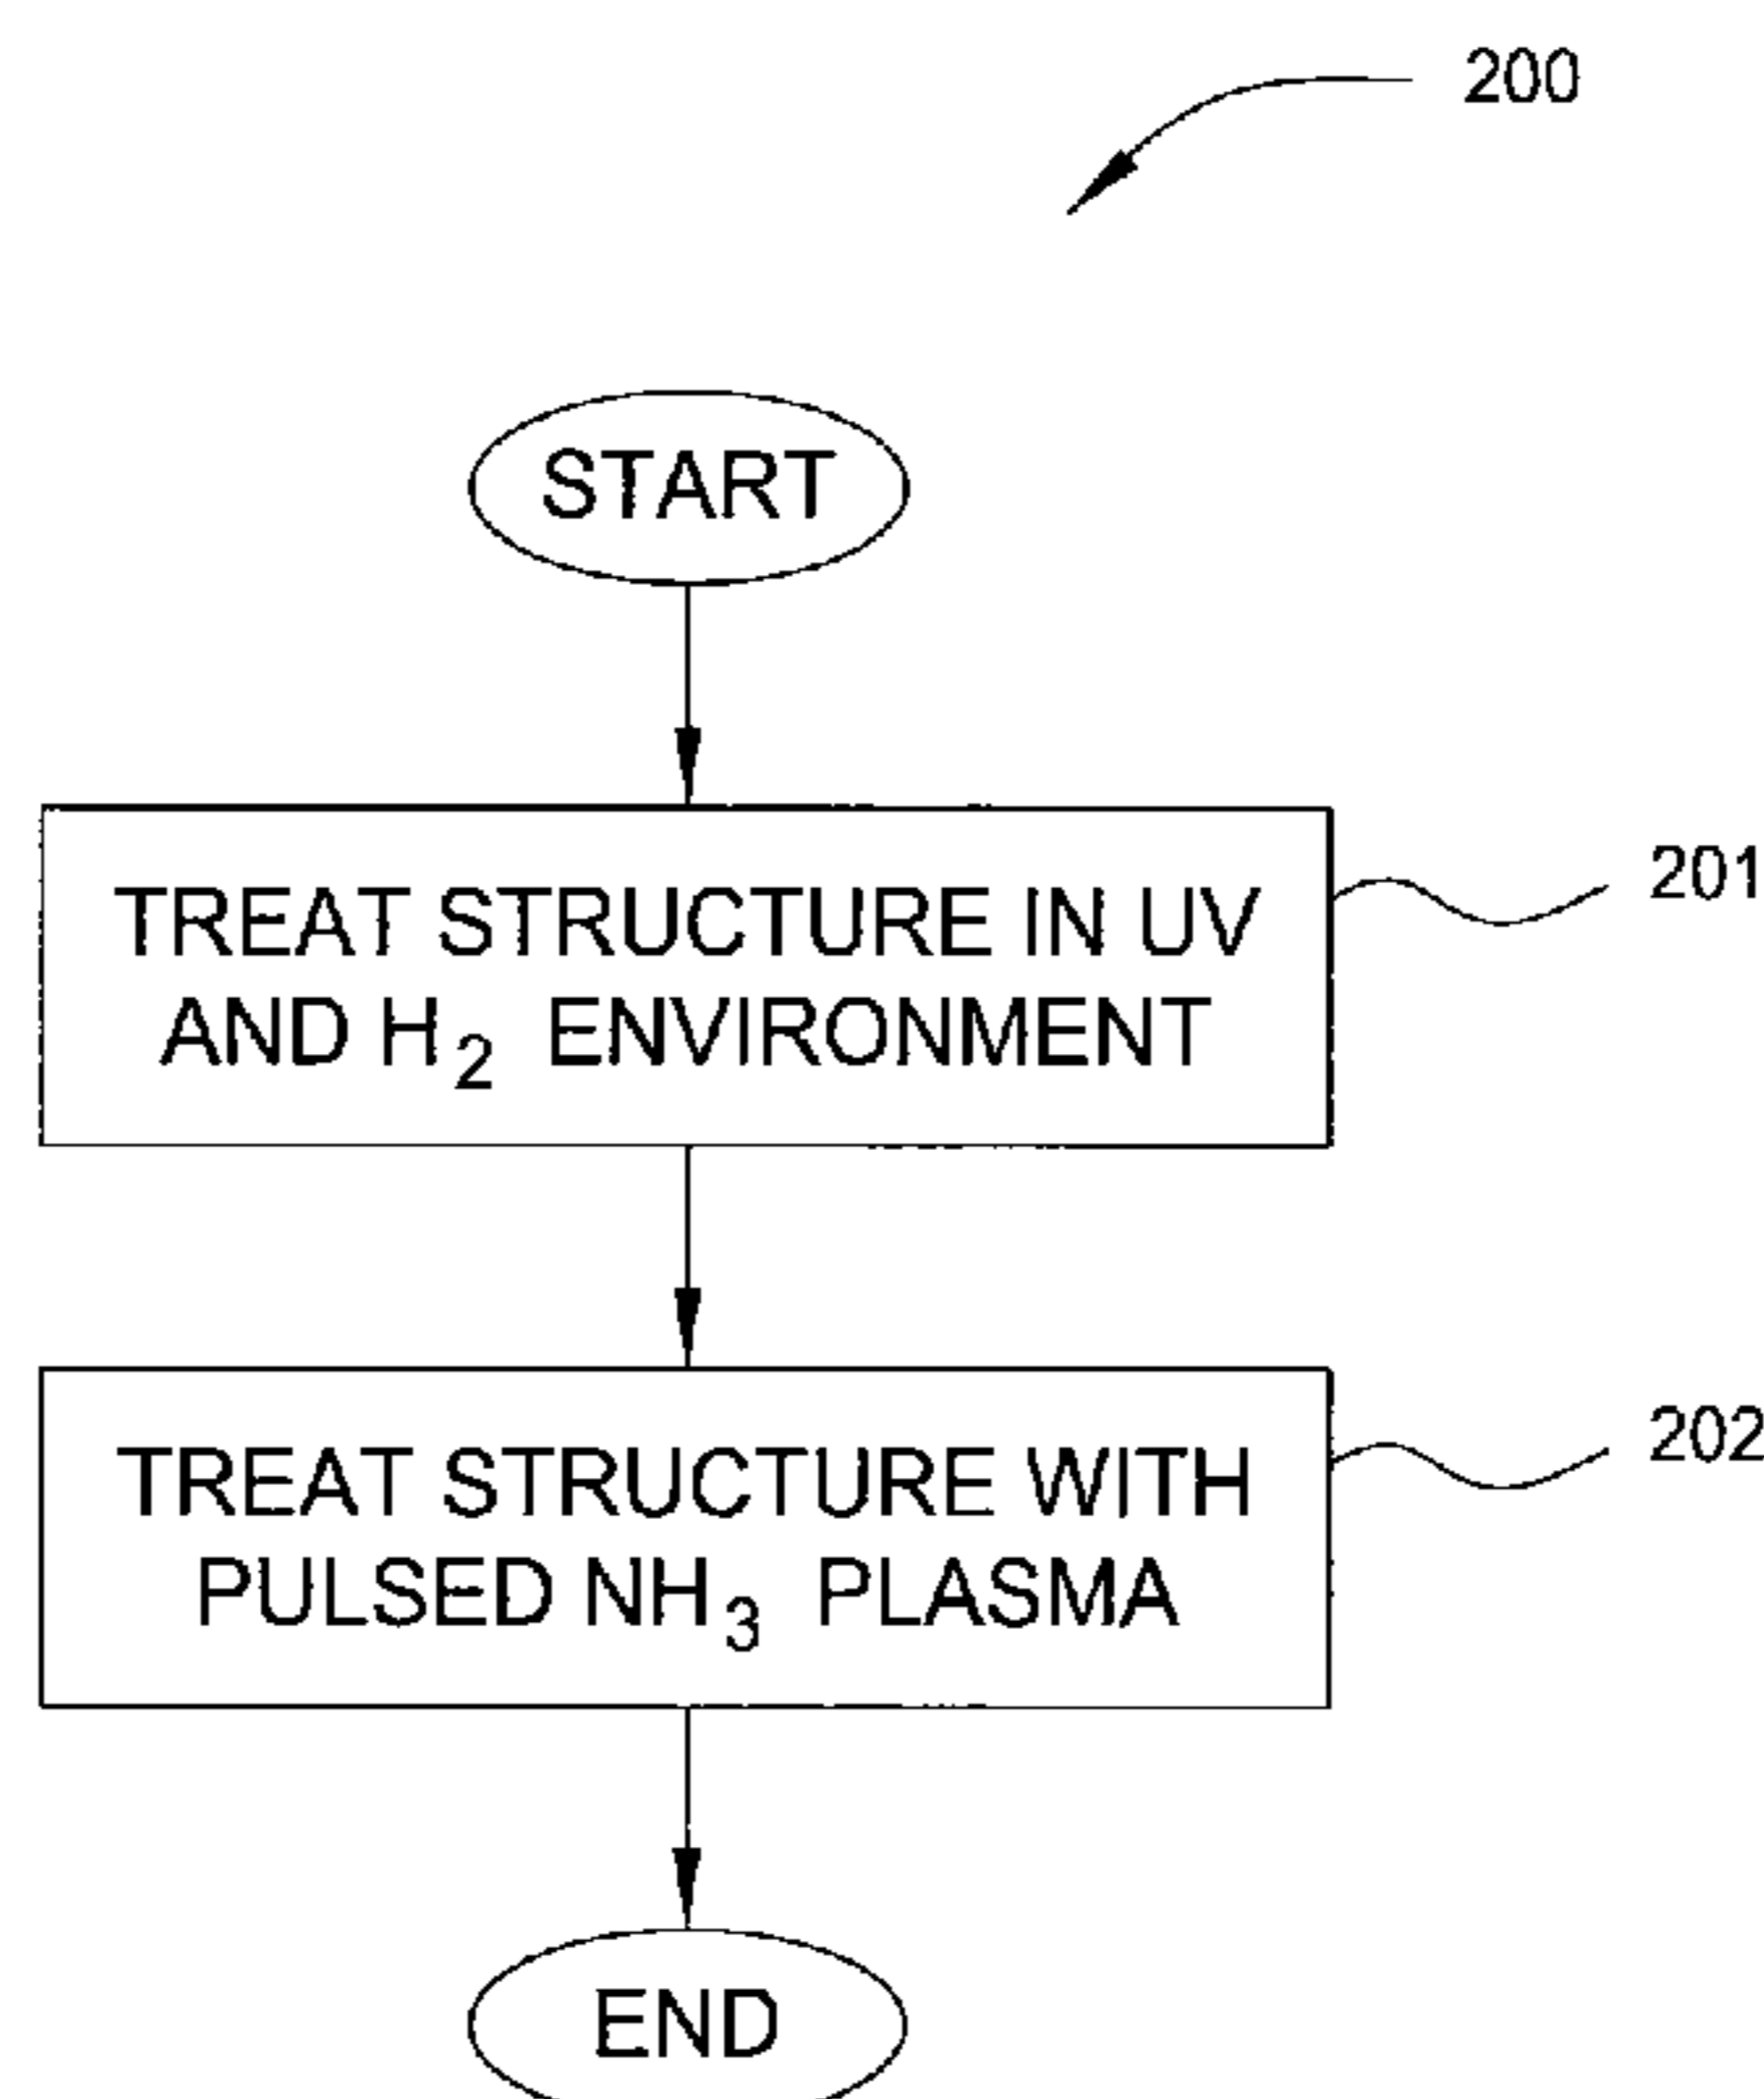 200
START
TREAT STRUCTURE IN UV
AND H₂ ENVIRONMENT
201
TREAT STRUCTURE WITH
PULSED NH₃ PLASMA
202
END